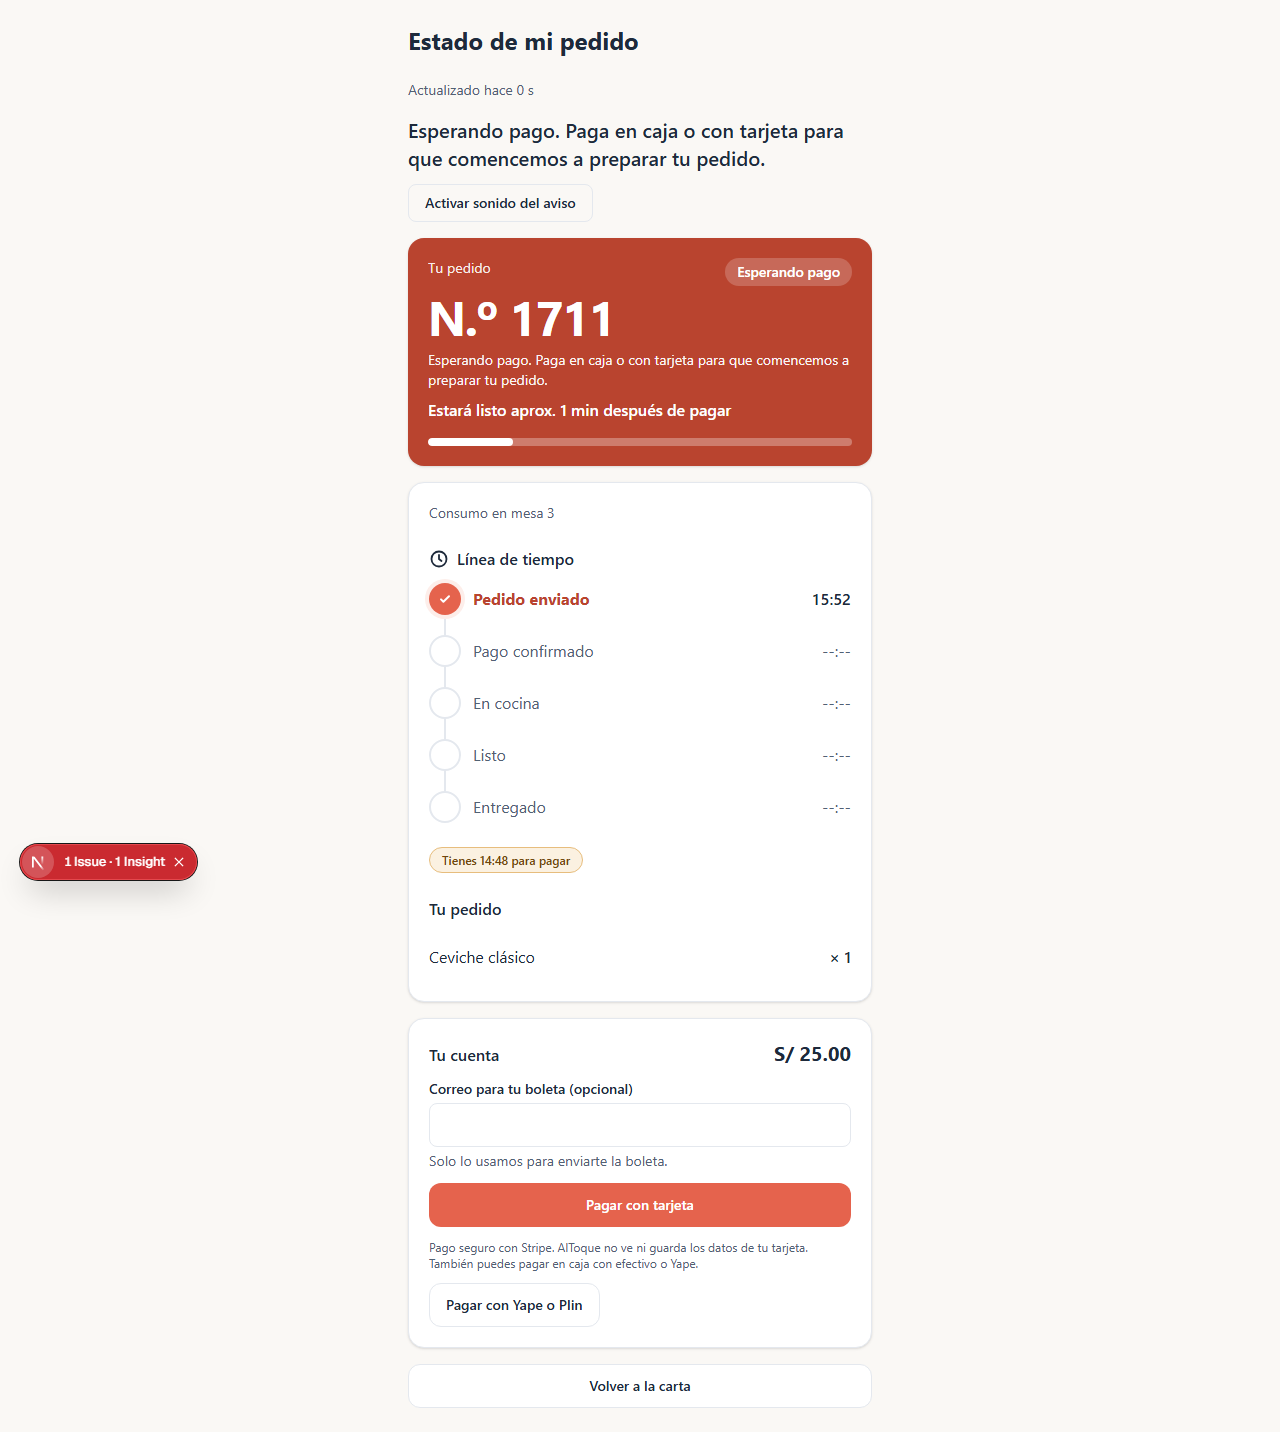 Estado de mi pedido
Actualizado hace 0 s
Esperando pago. Paga en caja o con tarjeta para
que comencemos a preparar tu pedido.
Activar sonido del aviso
Tu pedido
Esperando pago
N.º 1711
Esperando pago. Paga en caja o con tarjeta para que comencemos a
preparar tu pedido.
Estará listo aprox. 1 min después de pagar
Consumo en mesa 3
Línea de tiempo
Pedido enviado 15:52
Pago confirmado --:--
En cocina --:--
Listo --:--
Entregado --:--
Tienes 14:48 para pagar
N 1 Issue · 1 Insight
Tu pedido
Ceviche clásico × 1
Tu cuenta S/ 25.00
Correo para tu boleta (opcional)
Solo lo usamos para enviarte la boleta.
Pagar con tarjeta
Pago seguro con Stripe. AlToque no ve ni guarda los datos de tu tarjeta.
También puedes pagar en caja con efectivo o Yape.
Pagar con Yape o Plin
Volver a la carta